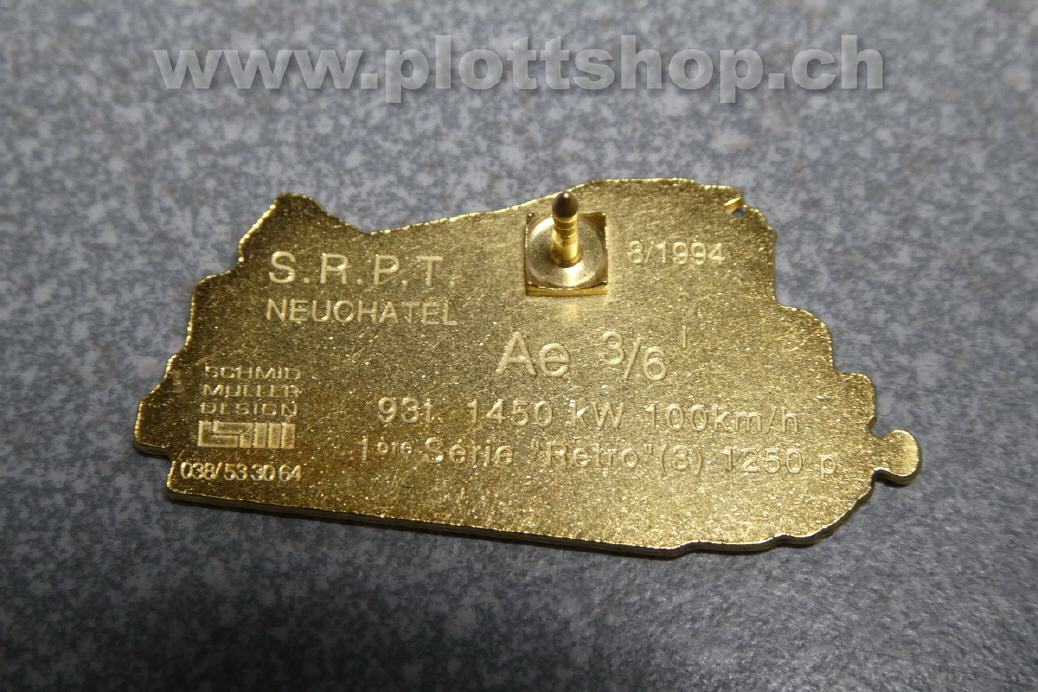 www.plottshop.ch
S.R.P.T.
NEUCHATEL
8/1994
Ae 3/6 I
SCHMID
MULLER
DESIGN
93t. 1450 kW 100km/h
1ère Série "Rétro" (3) 1250 p.
038/53 30 64